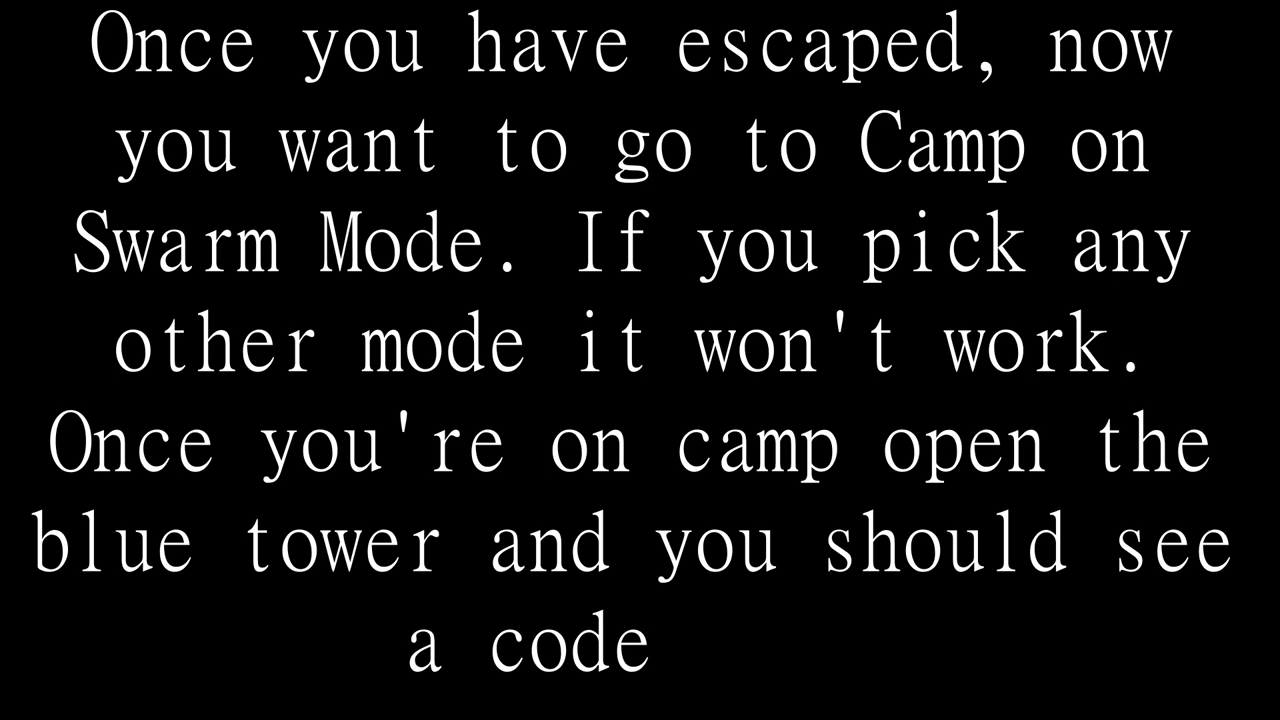 Once you have escaped, now
you want to go to Camp on
Swarm Mode. If you pick any
other mode it won't work.
Once you're on camp open the
blue tower and you should see
a code